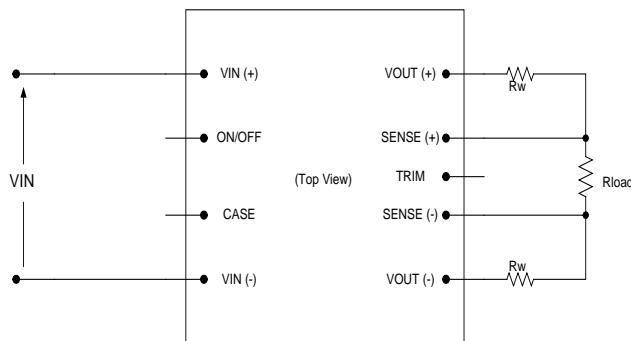 VIN (+)
VOUT (+)
Rw
ON/OFF
SENSE (+)
VIN
(Top View)
TRIM
Rload
CASE
SENSE (-)
VIN (-)
VOUT (-)
Rw